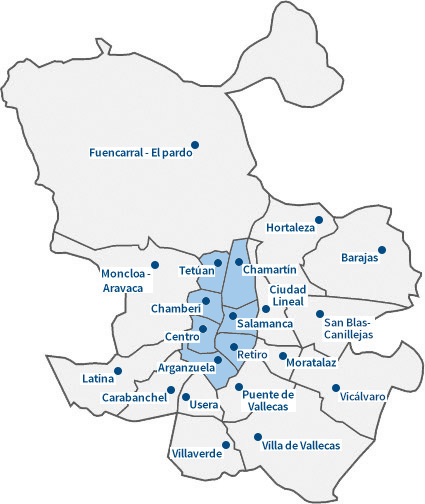 Fuencarral - El pardo
Hortaleza
Barajas
Tetúan
Chamartín
Moncloa -
Aravaca
Ciudad
Lineal
Chamberi
Salamanca
San Blas-
Canillejas
Centro
Retiro
Moratalaz
Arganzuela
Latina
Carabanchel
Usera
Puente de
Vallecas
Vicálvaro
Villaverde
Villa de Vallecas